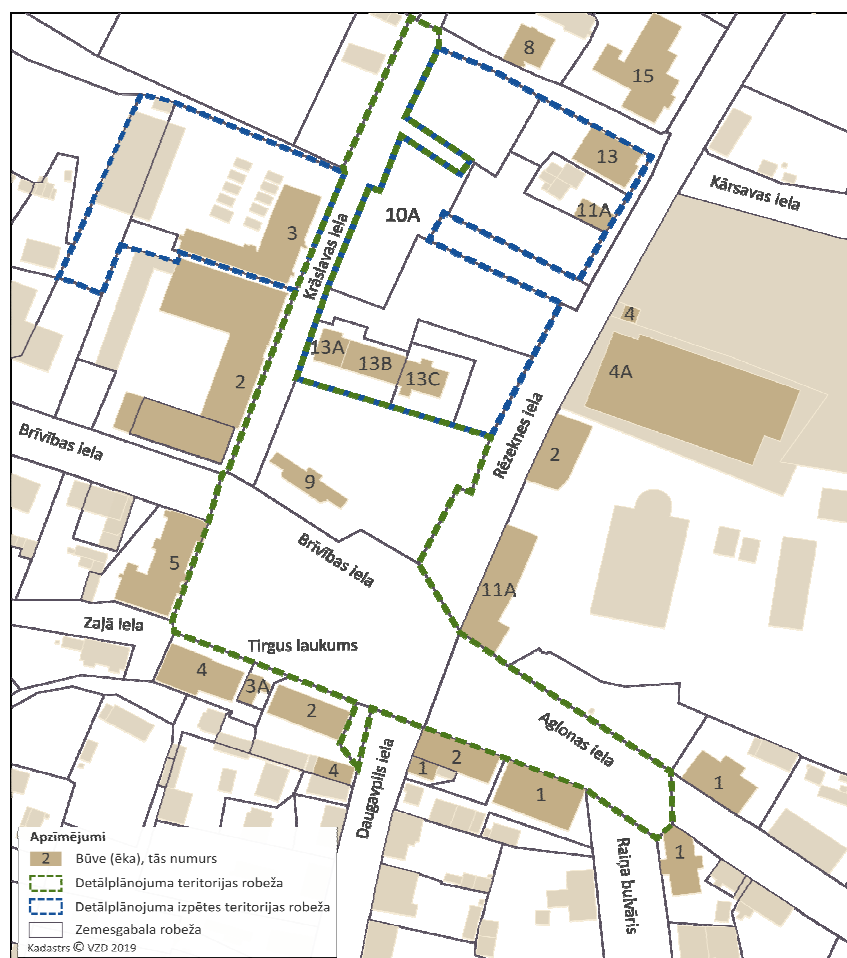 8
15
13
11A
Kārsavas iela
10A
3
Krāslavas iela
4
13A
13B
13C
4A
2
Rēzeknes iela
2
Brīvības iela
9
Brīvības iela
5
11A
Zaļā iela
Tirgus laukums
4
3A
2
Aglonas iela
4
Daugavpils iela
1
2
1
1
Raiņa bulvāris
1
Apzīmējumi
2 Būve (ēka), tās numurs
Detālplānojuma teritorijas robeža
Detālplānojuma izpētes teritorijas robeža
Zemesgabala robeža
Kadastrs © VZD 2019